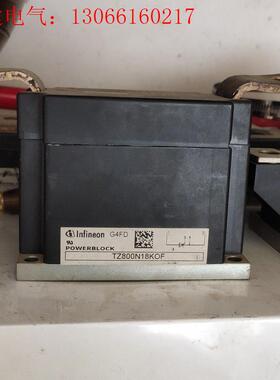 电气：13066160217
Infineon G4FD
POWERBLOCK
TZ800N18KOF